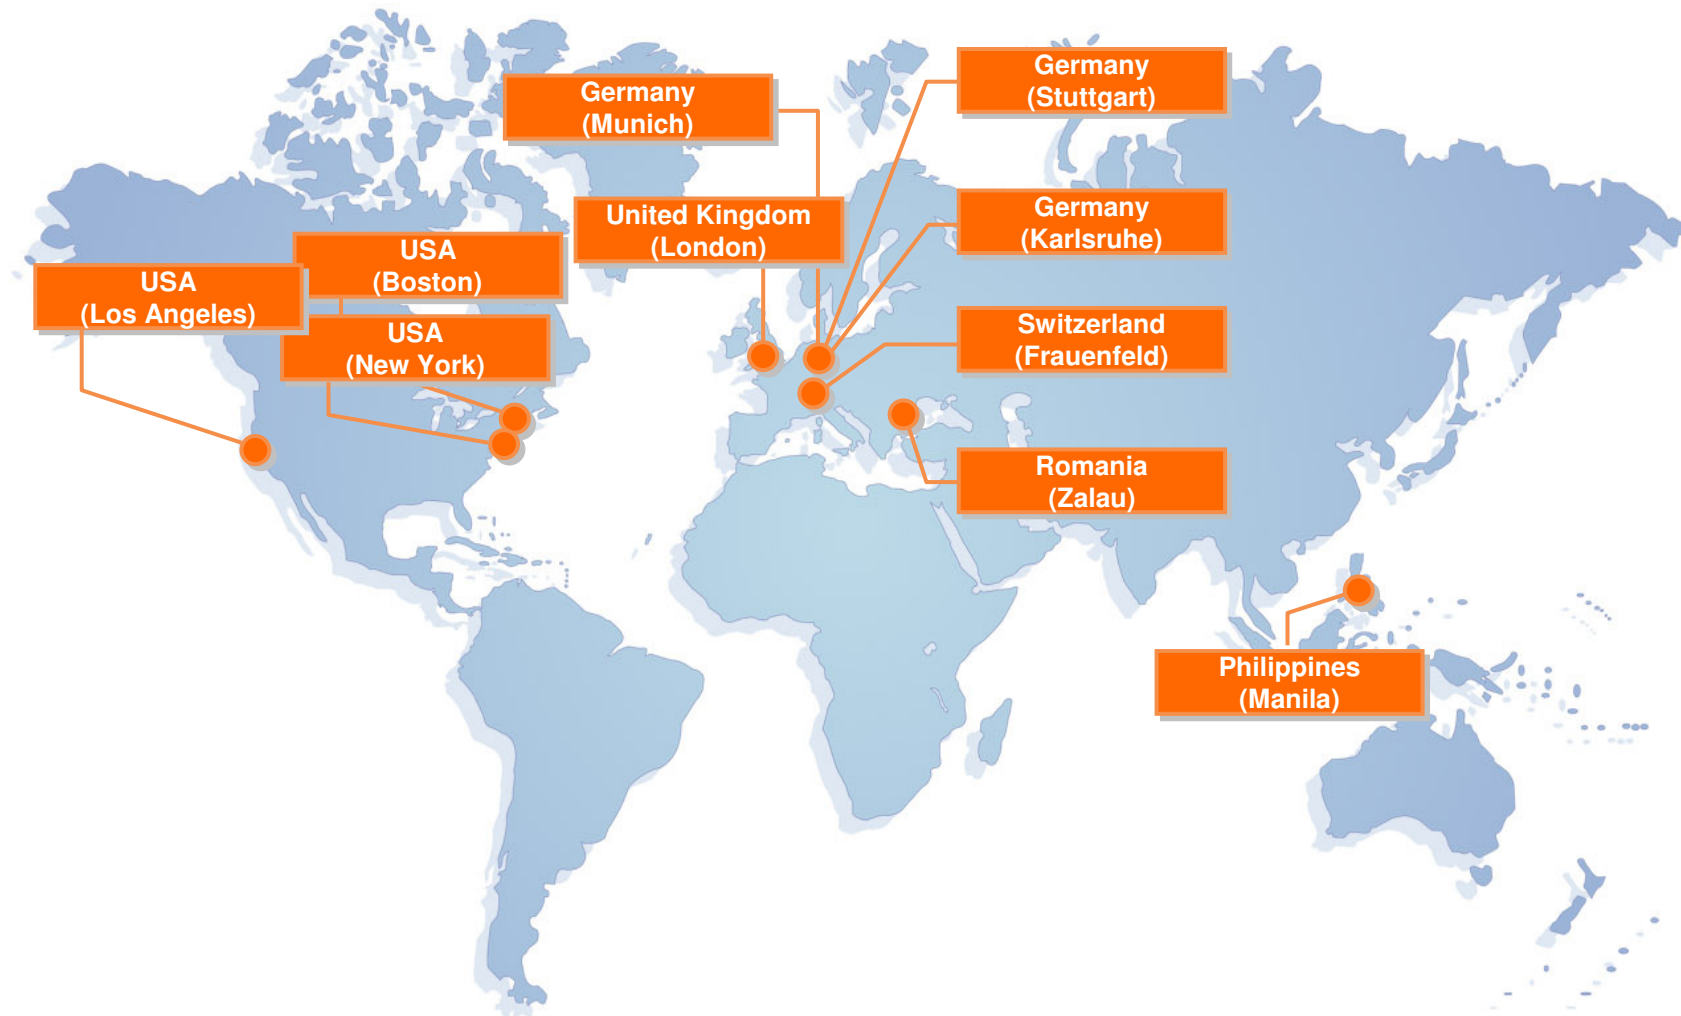 Germany
(Stuttgart)
Germany
(Munich)
United Kingdom
(London)
Germany
(Karlsruhe)
USA
(Boston)
USA
(Los Angeles)
USA
(New York)
Switzerland
(Frauenfeld)
Romania
(Zalau)
Philippines
(Manila)